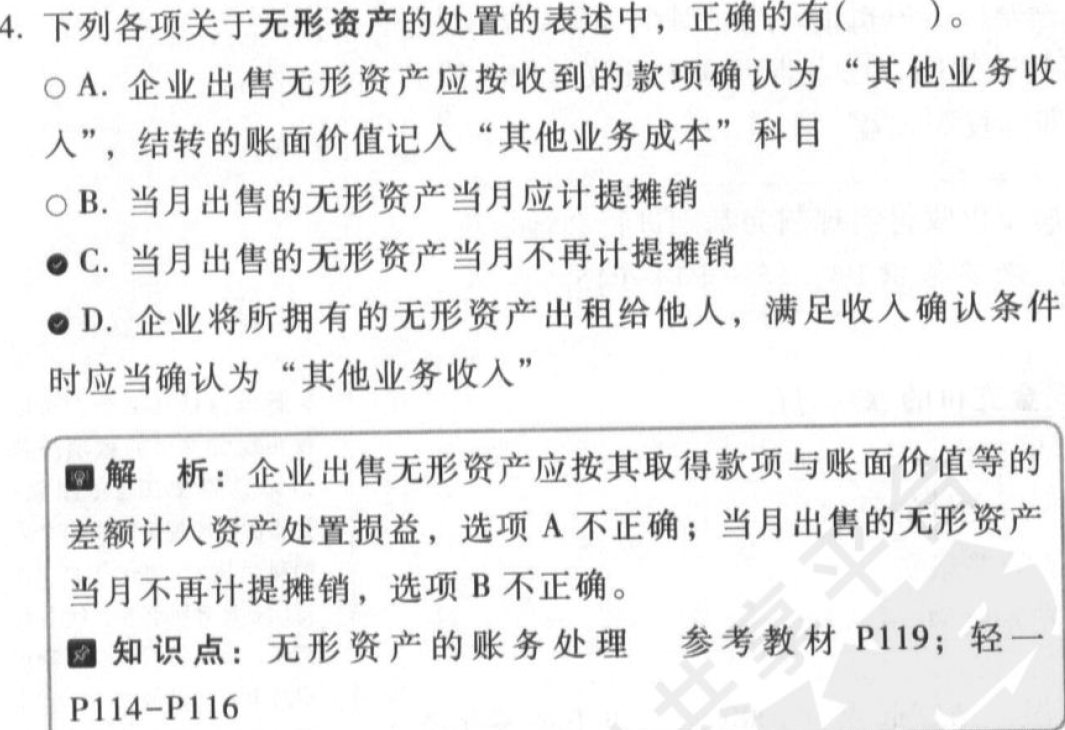 4. 下列各项关于无形资产的处置的表述中，正确的有(　　)。
A. 企业出售无形资产应按收到的款项确认为“其他业务收
入”，结转的账面价值记入“其他业务成本”科目
B. 当月出售的无形资产当月应计提摊销
C. 当月出售的无形资产当月不再计提摊销
D. 企业将所拥有的无形资产出租给他人，满足收入确认条件
时应当确认为“其他业务收入”
解　析：企业出售无形资产应按其取得款项与账面价值等的
差额计入资产处置损益，选项 A 不正确；当月出售的无形资产
当月不再计提摊销，选项 B 不正确。
知识点：无形资产的账务处理　参考教材 P119；轻一
P114-P116
共享平台